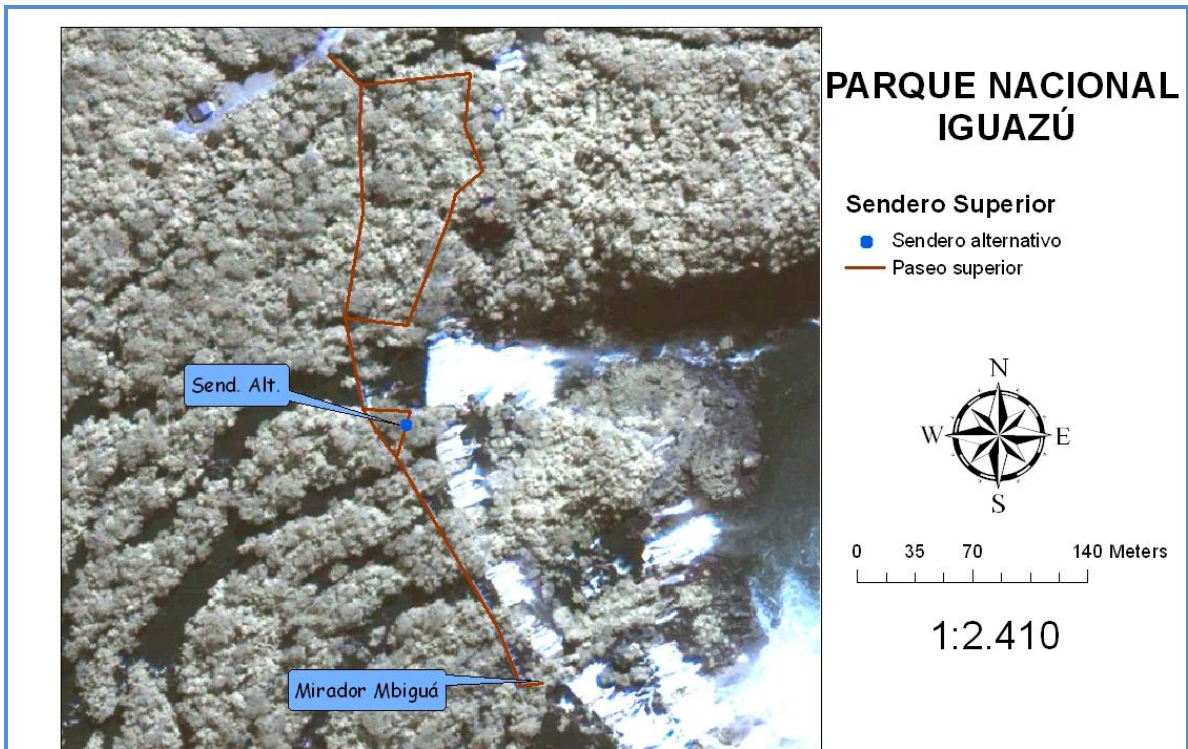 PARQUE NACIONAL
IGUAZÚ
Sendero Superior
Sendero alternativo
Paseo superior
Send. Alt.
Mirador Mbiguá
N
W E
S
0 35 70 140 Meters
1:2.410